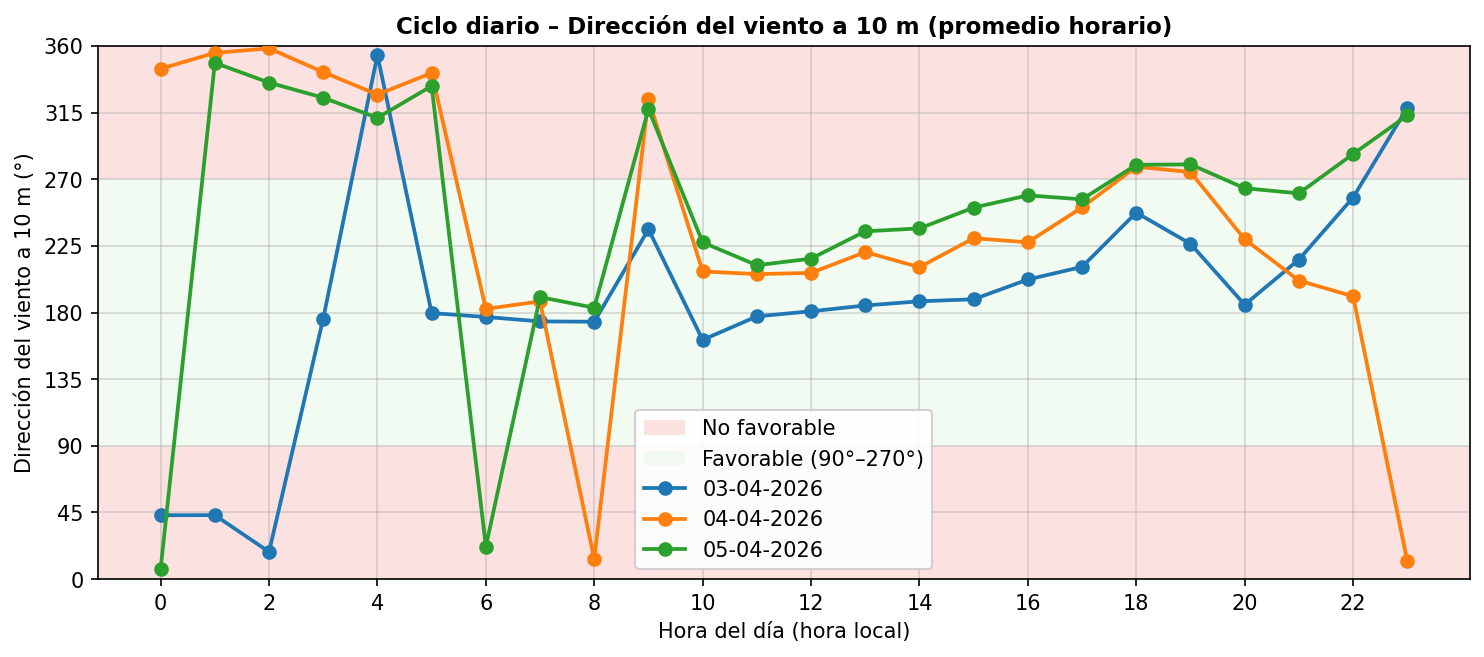 Ciclo diario – Dirección del viento a 10 m (promedio horario)
Dirección del viento a 10 m (°)
360
315
270
225
180
135
90
45
0
No favorable
Favorable (90°–270°)
03-04-2026
04-04-2026
05-04-2026
0 2 4 6 8 10 12 14 16 18 20 22
Hora del día (hora local)